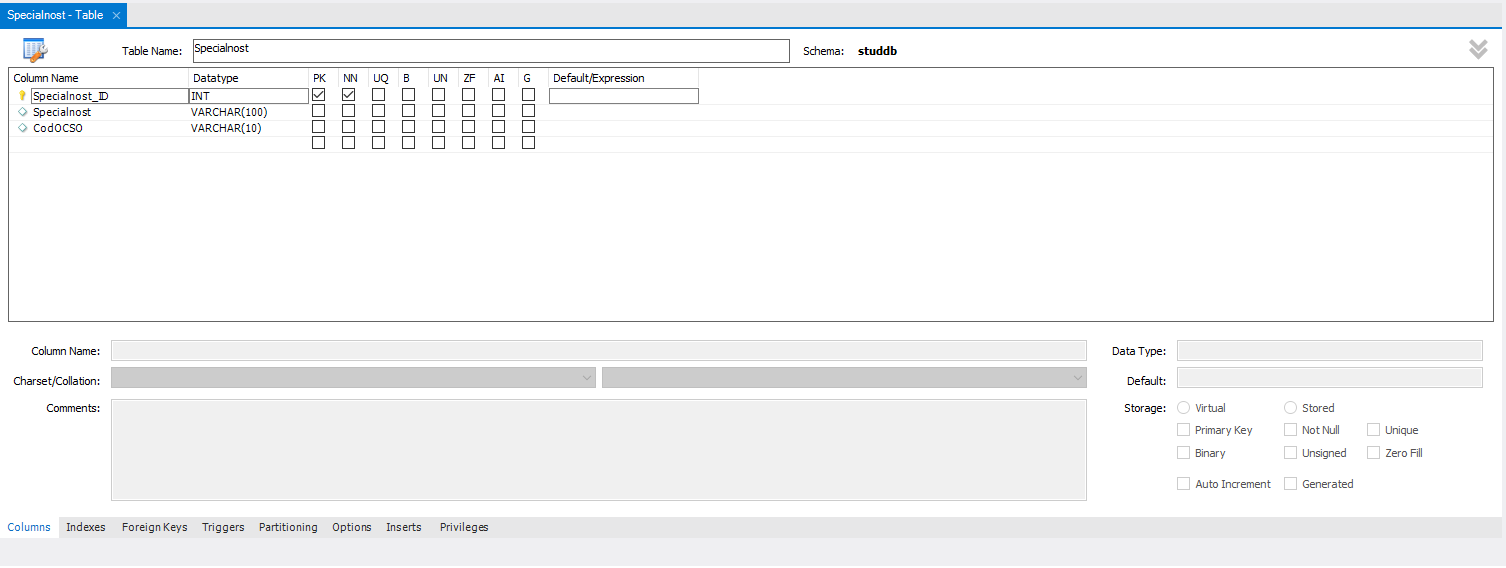 Specialnost - Table ×
Table Name: Specialnost Schema: studdb
Column Name Datatype PK NN UQ B UN ZF AI G Default/Expression
Specialnost_ID INT
Specialnost VARCHAR(100)
CodOCSO VARCHAR(10)
Column Name: Data Type:
Charset/Collation: Default:
Comments: Storage: Virtual Stored
Primary Key Not Null Unique
Binary Unsigned Zero Fill
Auto Increment Generated
Columns Indexes Foreign Keys Triggers Partitioning Options Inserts Privileges